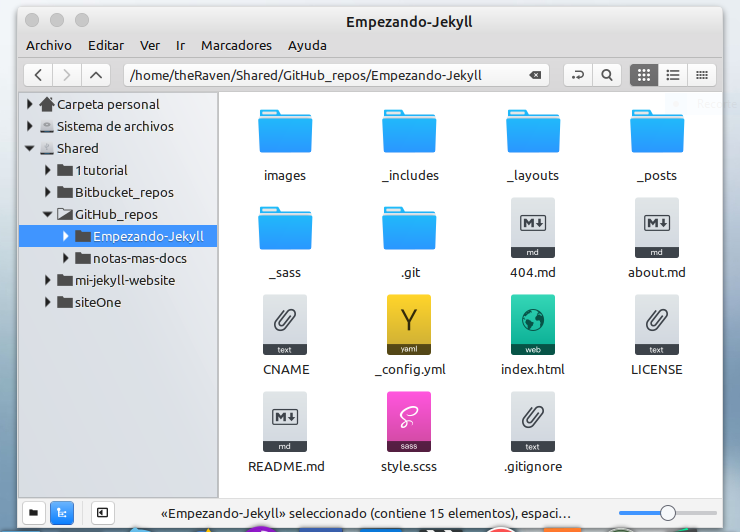 Empezando-Jekyll
Archivo Editar Ver Ir Marcadores Ayuda
/home/theRaven/Shared/GitHub_repos/Empezando-Jekyll
Carpeta personal
Sistema de archivos
Shared
1tutorial
Bitbucket_repos
GitHub_repos
Empezando-Jekyll
notas-mas-docs
mi-jekyll-website
siteOne
images _includes _layouts _posts
M md
M md
_sass .git 404.md about.md
text
Y yaml
web
text
CNAME _config.yml index.html LICENSE
M md
sass
text
README.md style.scss .gitignore
«Empezando-Jekyll» seleccionado (contiene 15 elementos), espaci...